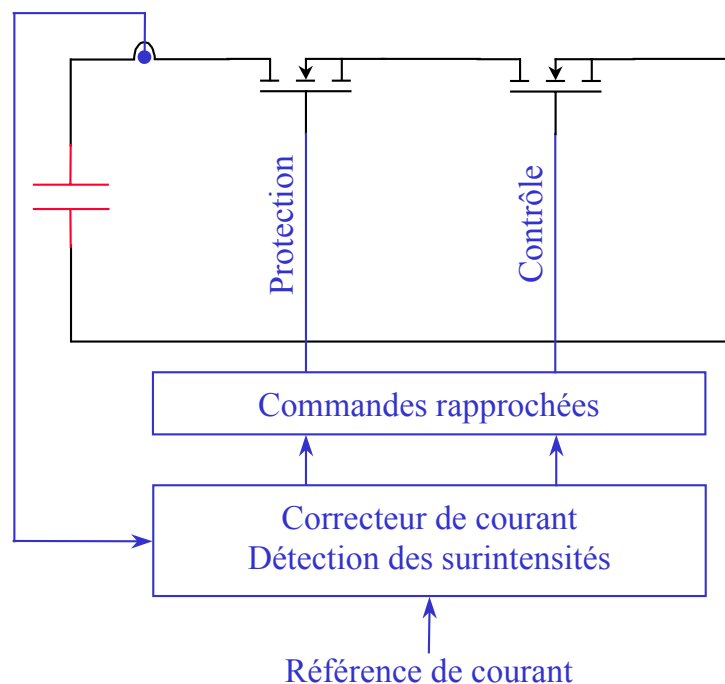 Protection
Contrôle
Commandes rapprochées
Correcteur de courant
Détection des surintensités
Référence de courant